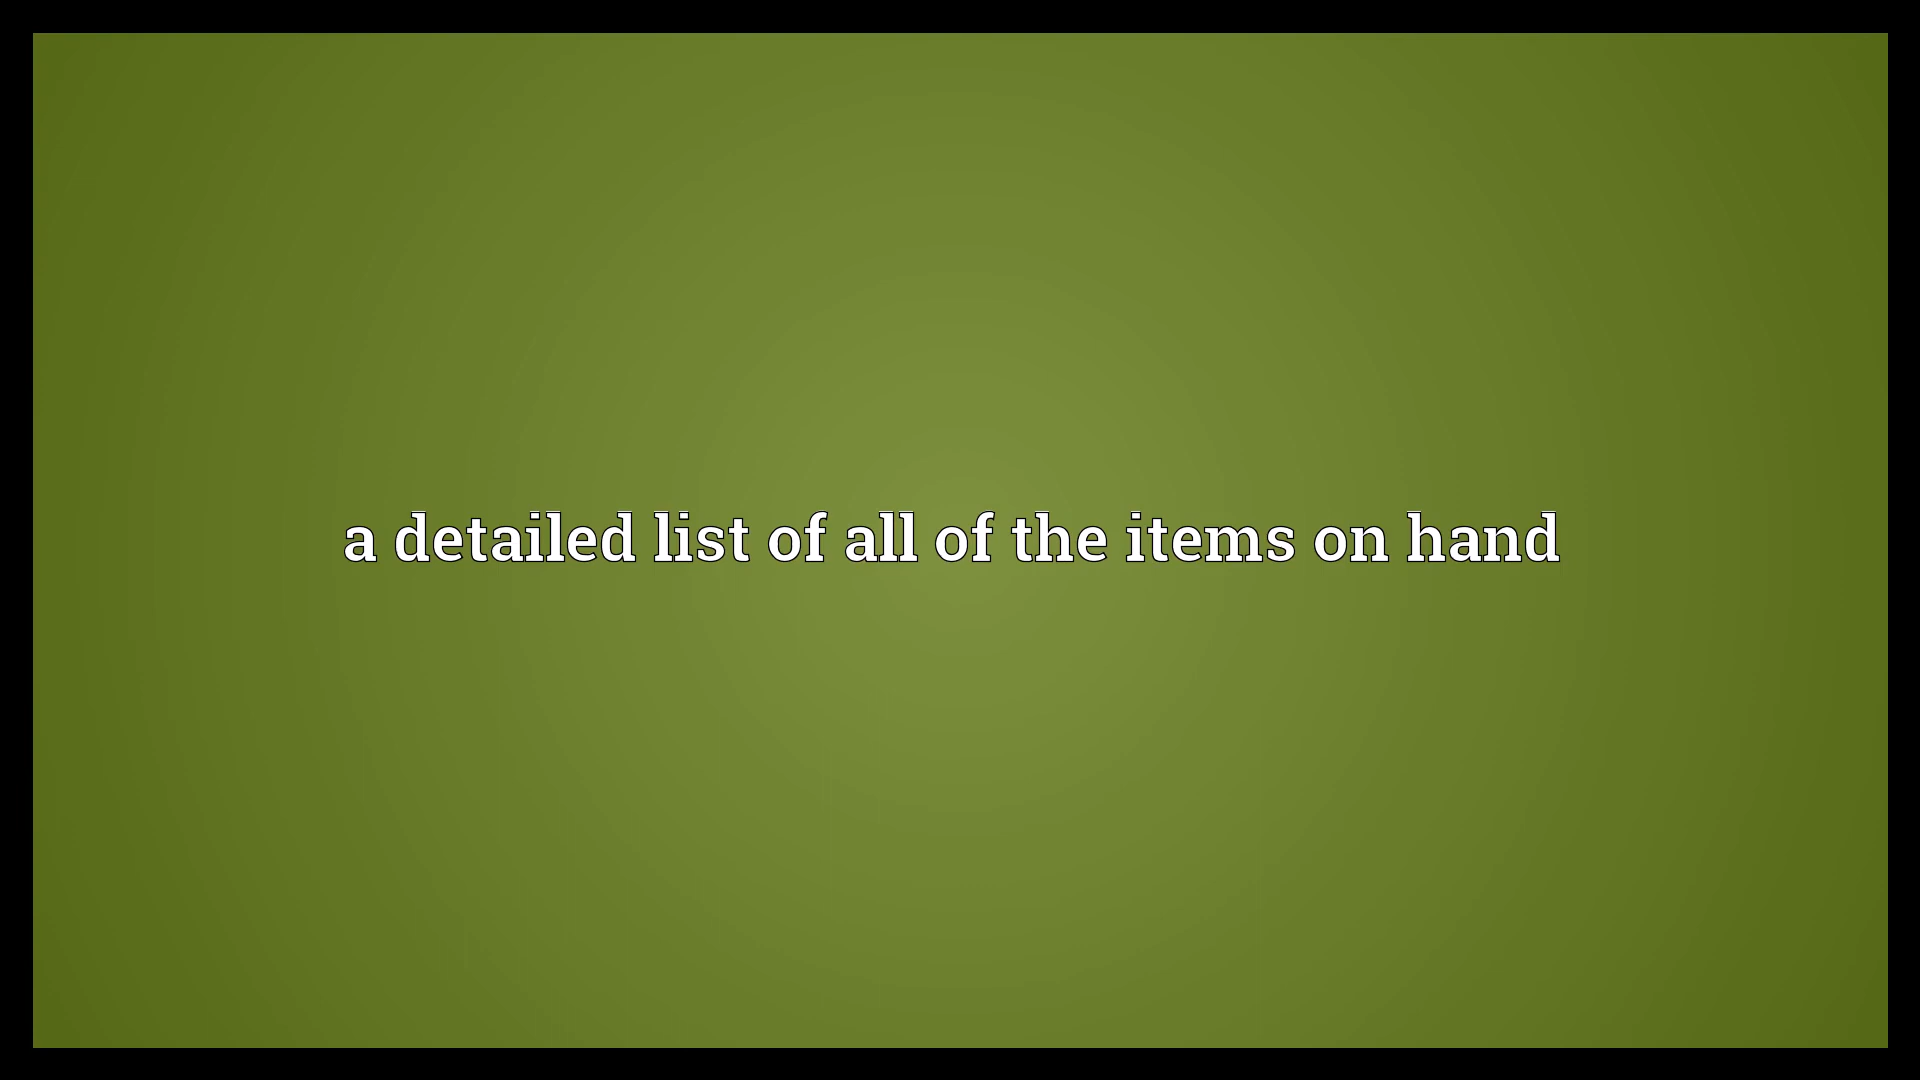 a detailed list of all of the items on hand